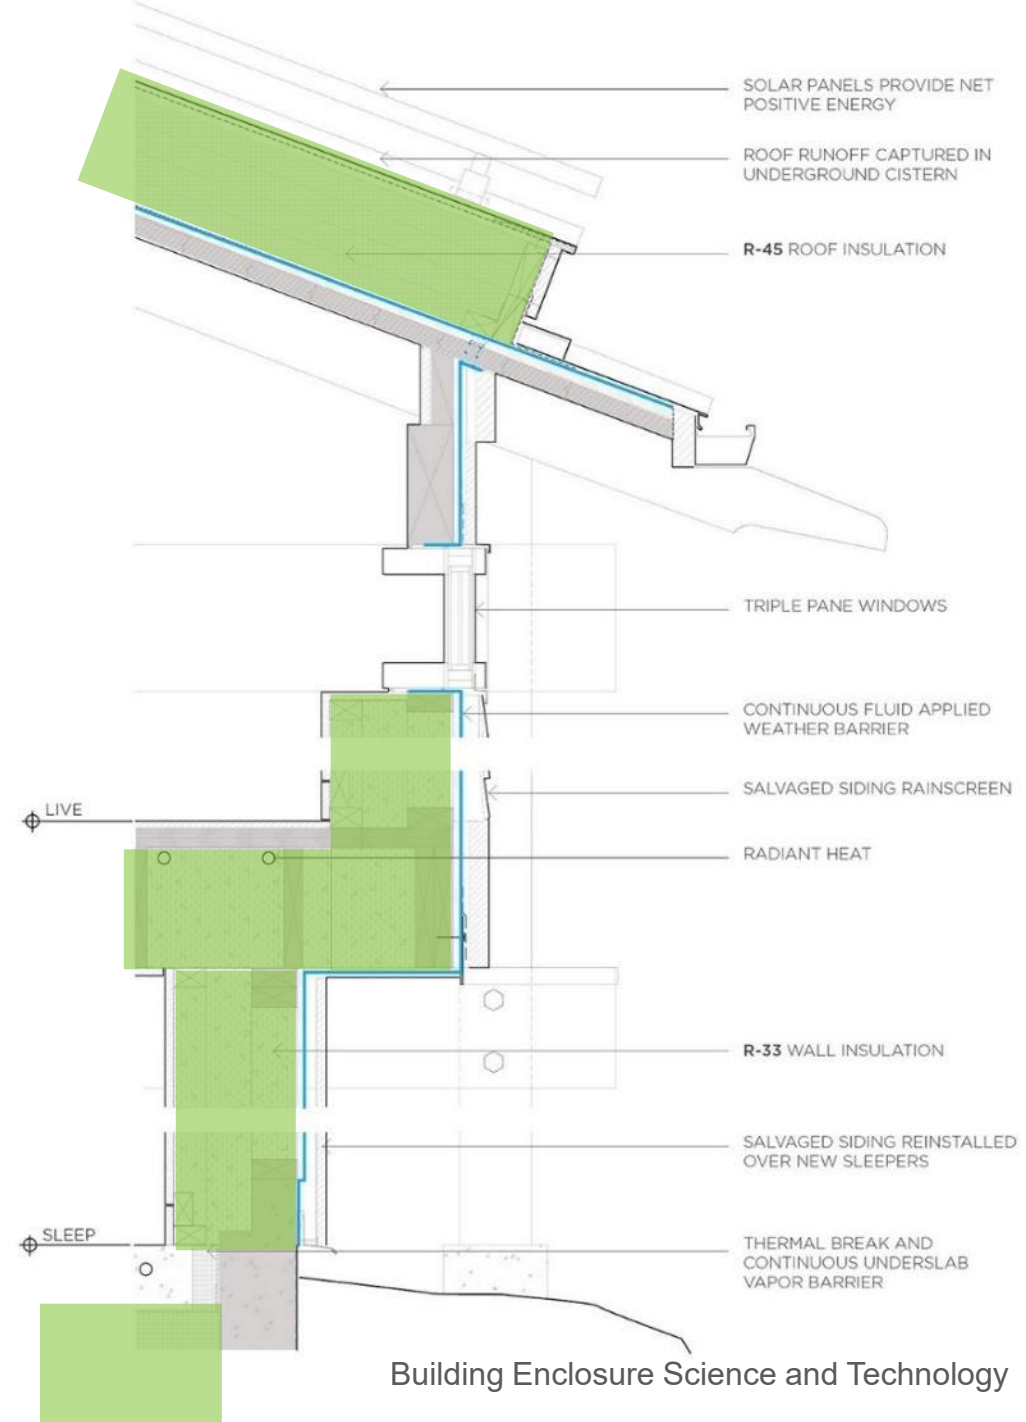 SOLAR PANELS PROVIDE NET
POSITIVE ENERGY
ROOF RUNOFF CAPTURED IN
UNDERGROUND CISTERN
R-45 ROOF INSULATION
TRIPLE PANE WINDOWS
CONTINUOUS FLUID APPLIED
WEATHER BARRIER
SALVAGED SIDING RAINSCREEN
LIVE
RADIANT HEAT
R-33 WALL INSULATION
SALVAGED SIDING REINSTALLED
OVER NEW SLEEPERS
SLEEP
THERMAL BREAK AND
CONTINUOUS UNDERSLAB
VAPOR BARRIER
Building Enclosure Science and Technology